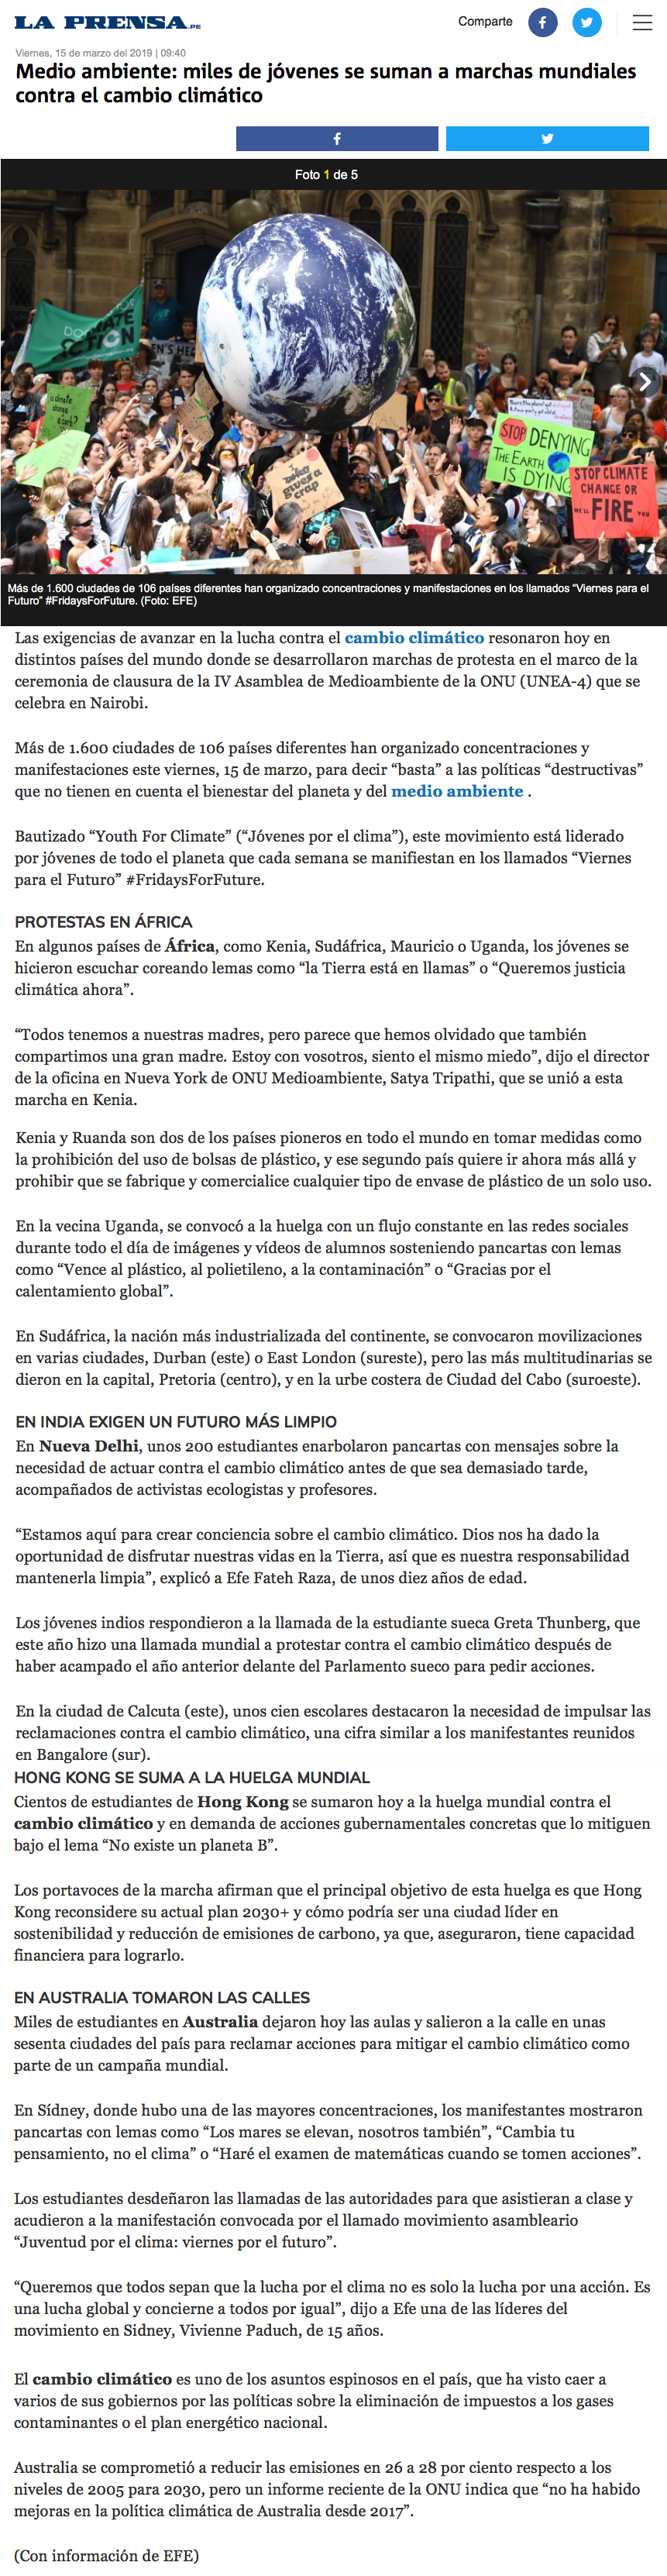 LA PRENSA.PE
Comparte
Viernes, 15 de marzo del 2019 | 09:40
Medio ambiente: miles de jóvenes se suman a marchas mundiales
contra el cambio climático
Foto 1 de 5
CLIMATE
ACTION
is climate
change
a card?
gives a
crap
STOP DENYING
THE EARTH
IS DYING
STOP CLIMATE
CHANGE OR
WE'LL FIRE YOU
Más de 1.600 ciudades de 106 países diferentes han organizado concentraciones y manifestaciones en los llamados “Viernes para el
Futuro” #FridaysForFuture. (Foto: EFE)
Las exigencias de avanzar en la lucha contra el cambio climático resonaron hoy en
distintos países del mundo donde se desarrollaron marchas de protesta en el marco de la
ceremonia de clausura de la IV Asamblea de Medioambiente de la ONU (UNEA-4) que se
celebra en Nairobi.
Más de 1.600 ciudades de 106 países diferentes han organizado concentraciones y
manifestaciones este viernes, 15 de marzo, para decir “basta” a las políticas “destructivas”
que no tienen en cuenta el bienestar del planeta y del medio ambiente .
Bautizado “Youth For Climate” (“Jóvenes por el clima”), este movimiento está liderado
por jóvenes de todo el planeta que cada semana se manifiestan en los llamados “Viernes
para el Futuro” #FridaysForFuture.
PROTESTAS EN ÁFRICA
En algunos países de África, como Kenia, Sudáfrica, Mauricio o Uganda, los jóvenes se
hicieron escuchar coreando lemas como “la Tierra está en llamas” o “Queremos justicia
climática ahora”.
“Todos tenemos a nuestras madres, pero parece que hemos olvidado que también
compartimos una gran madre. Estoy con vosotros, siento el mismo miedo”, dijo el director
de la oficina en Nueva York de ONU Medioambiente, Satya Tripathi, que se unió a esta
marcha en Kenia.
Kenia y Ruanda son dos de los países pioneros en todo el mundo en tomar medidas como
la prohibición del uso de bolsas de plástico, y ese segundo país quiere ir ahora más allá y
prohibir que se fabrique y comercialice cualquier tipo de envase de plástico de un solo uso.
En la vecina Uganda, se convocó a la huelga con un flujo constante en las redes sociales
durante todo el día de imágenes y vídeos de alumnos sosteniendo pancartas con lemas
como “Vence al plástico, al polietileno, a la contaminación” o “Gracias por el
calentamiento global”.
En Sudáfrica, la nación más industrializada del continente, se convocaron movilizaciones
en varias ciudades, Durban (este) o East London (sureste), pero las más multitudinarias se
dieron en la capital, Pretoria (centro), y en la urbe costera de Ciudad del Cabo (suroeste).
EN INDIA EXIGEN UN FUTURO MÁS LIMPIO
En Nueva Delhi, unos 200 estudiantes enarbolaron pancartas con mensajes sobre la
necesidad de actuar contra el cambio climático antes de que sea demasiado tarde,
acompañados de activistas ecologistas y profesores.
“Estamos aquí para crear conciencia sobre el cambio climático. Dios nos ha dado la
oportunidad de disfrutar nuestras vidas en la Tierra, así que es nuestra responsabilidad
mantenerla limpia”, explicó a Efe Fateh Raza, de unos diez años de edad.
Los jóvenes indios respondieron a la llamada de la estudiante sueca Greta Thunberg, que
este año hizo una llamada mundial a protestar contra el cambio climático después de
haber acampado el año anterior delante del Parlamento sueco para pedir acciones.
En la ciudad de Calcuta (este), unos cien escolares destacaron la necesidad de impulsar las
reclamaciones contra el cambio climático, una cifra similar a los manifestantes reunidos
en Bangalore (sur).
HONG KONG SE SUMA A LA HUELGA MUNDIAL
Cientos de estudiantes de Hong Kong se sumaron hoy a la huelga mundial contra el
cambio climático y en demanda de acciones gubernamentales concretas que lo mitiguen
bajo el lema “No existe un planeta B”.
Los portavoces de la marcha afirman que el principal objetivo de esta huelga es que Hong
Kong reconsidere su actual plan 2030+ y cómo podría ser una ciudad líder en
sostenibilidad y reducción de emisiones de carbono, ya que, aseguraron, tiene capacidad
financiera para lograrlo.
EN AUSTRALIA TOMARON LAS CALLES
Miles de estudiantes en Australia dejaron hoy las aulas y salieron a la calle en unas
sesenta ciudades del país para reclamar acciones para mitigar el cambio climático como
parte de un campaña mundial.
En Sídney, donde hubo una de las mayores concentraciones, los manifestantes mostraron
pancartas con lemas como “Los mares se elevan, nosotros también”, “Cambia tu
pensamiento, no el clima” o “Haré el examen de matemáticas cuando se tomen acciones”.
Los estudiantes desdeñaron las llamadas de las autoridades para que asistieran a clase y
acudieron a la manifestación convocada por el llamado movimiento asambleario
“Juventud por el clima: viernes por el futuro”.
“Queremos que todos sepan que la lucha por el clima no es solo la lucha por una acción. Es
una lucha global y concierne a todos por igual”, dijo a Efe una de las líderes del
movimiento en Sidney, Vivienne Paduch, de 15 años.
El cambio climático es uno de los asuntos espinosos en el país, que ha visto caer a
varios de sus gobiernos por las políticas sobre la eliminación de impuestos a los gases
contaminantes o el plan energético nacional.
Australia se comprometió a reducir las emisiones en 26 a 28 por ciento respecto a los
niveles de 2005 para 2030, pero un informe reciente de la ONU indica que “no ha habido
mejoras en la política climática de Australia desde 2017”.
(Con información de EFE)